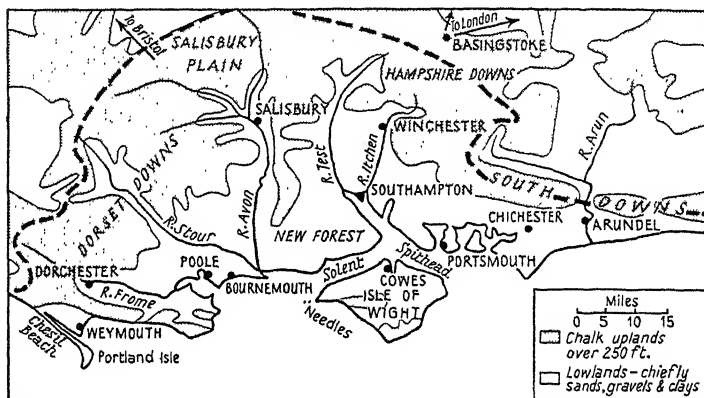 To Bristol
To London
SALISBURY
PLAIN
BASINGSTOKE
HAMPSHIRE DOWNS
SALISBURY
WINCHESTER
R. Arun
R. Test
R. Itchen
DORSET DOWNS
R. Stour
R. Avon
SOUTHAMPTON
SOUTH DOWNS
NEW FOREST
CHICHESTER
ARUNDEL
Solent
Spithead
PORTSMOUTH
DORCHESTER
R. Frome
POOLE
BOURNEMOUTH
COWES
ISLE OF
WIGHT
Needles
WEYMOUTH
Chesil
Beach
Portland Isle
Miles
0 5 10 15
Chalk uplands
over 250 ft.
Lowlands – chiefly
sands, gravels & clays